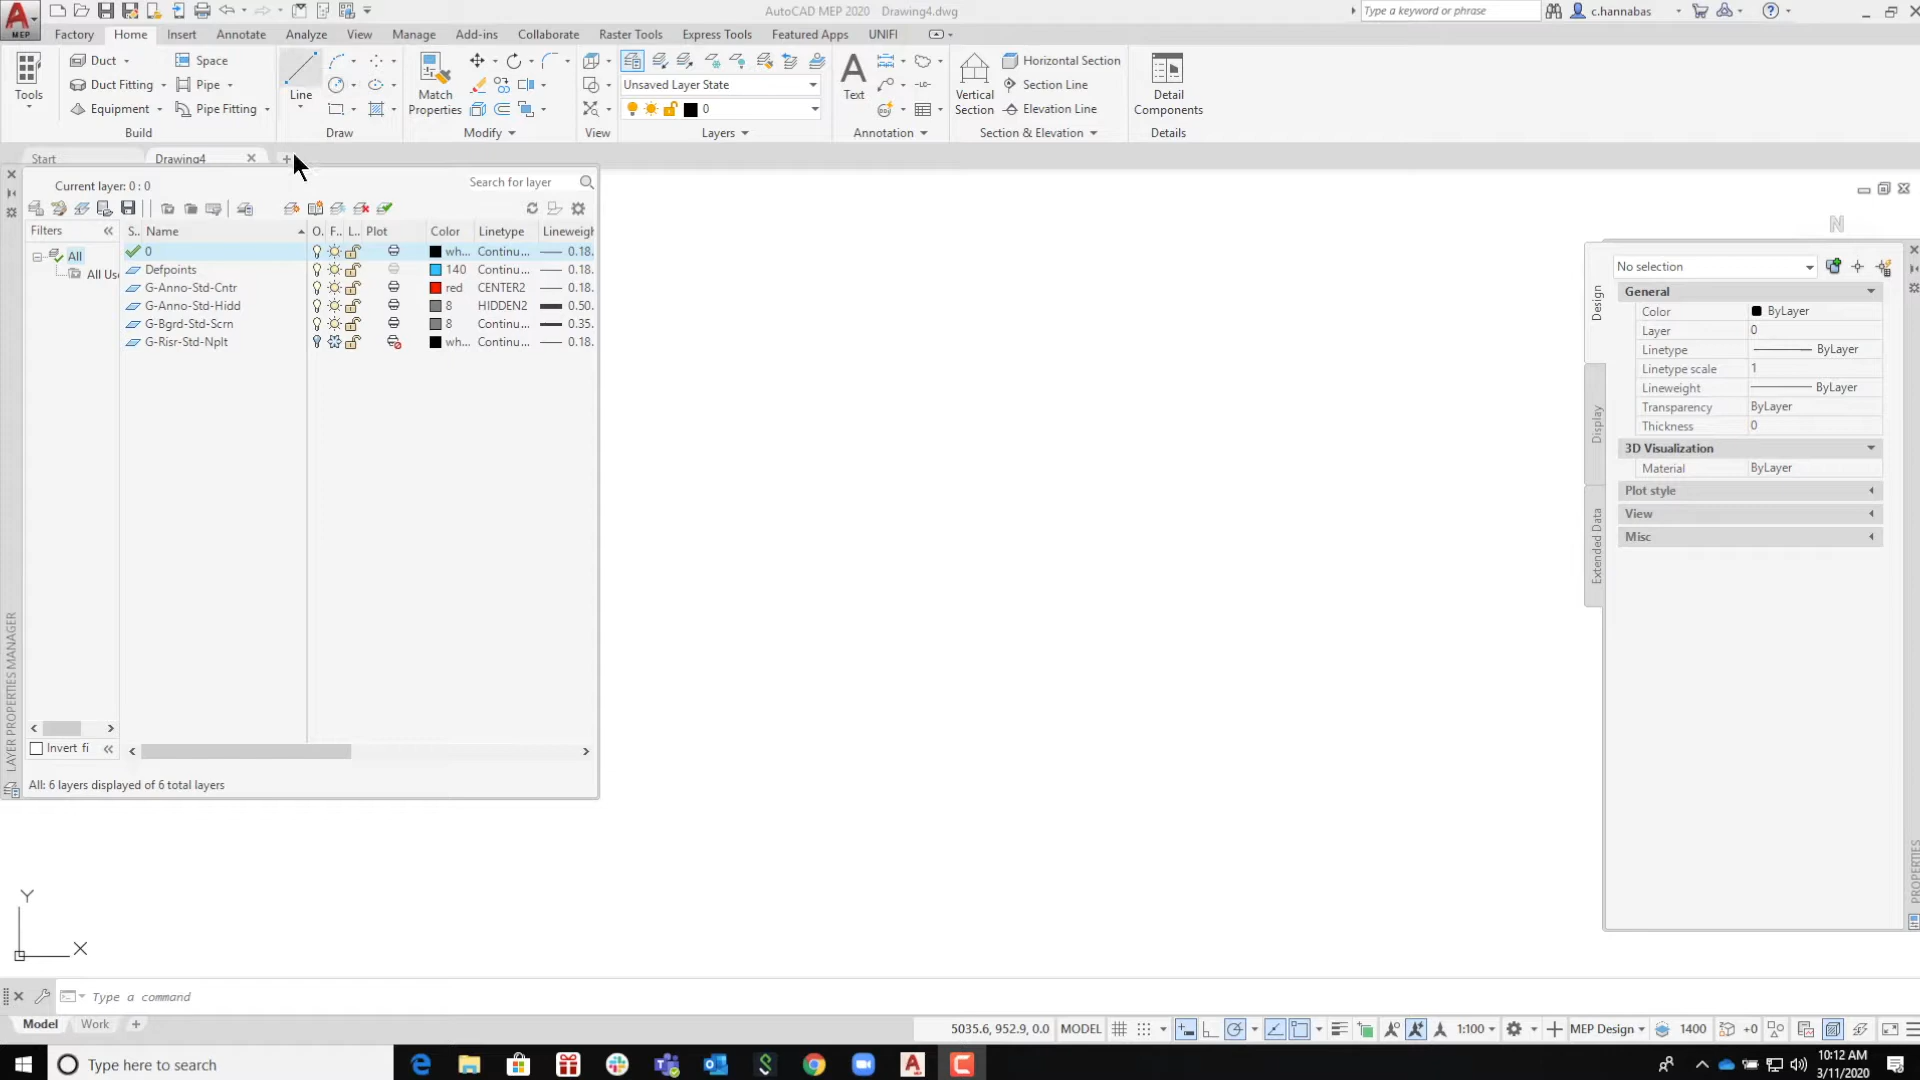 AutoCAD MEP 2020 Drawing4.dwg
Type a keyword or phrase
c.hannabas
MEP
Factory Home Insert Annotate Analyze View Manage Add-ins Collaborate Raster Tools Express Tools Featured Apps UNIFI
Tools
Duct
Duct Fitting
Equipment
Space
Pipe
Pipe Fitting
Build
Line
Draw
Match
Properties
Modify
View
Unsaved Layer State
0
Layers
Text
Annotation
Vertical
Section
Horizontal Section
Section Line
Elevation Line
Section & Elevation
Detail
Components
Details
Start
Drawing4
Current layer: 0 : 0
Search for layer
Filters
All
All Use
S.. Name O. F.. L.. Plot Color Linetype Lineweigh
0 wh... Continu... 0.18.
Defpoints 140 Continu... 0.18.
G-Anno-Std-Cntr red CENTER2 0.18.
G-Anno-Std-Hidd 8 HIDDEN2 0.50.
G-Bgrd-Std-Scrn 8 Continu... 0.35.
G-Risr-Std-Nplt wh... Continu... 0.18.
Invert fi
All: 6 layers displayed of 6 total layers
LAYER PROPERTIES MANAGER
N
No selection
Design
Display
Extended Data
General
Color ByLayer
Layer 0
Linetype ByLayer
Linetype scale 1
Lineweight ByLayer
Transparency ByLayer
Thickness 0
3D Visualization
Material ByLayer
Plot style
View
Misc
PROPERTIES
Y
X
Type a command
Model Work
5035.6, 952.9, 0.0 MODEL 1:100 MEP Design 1400 +0
Type here to search
10:12 AM
3/11/2020